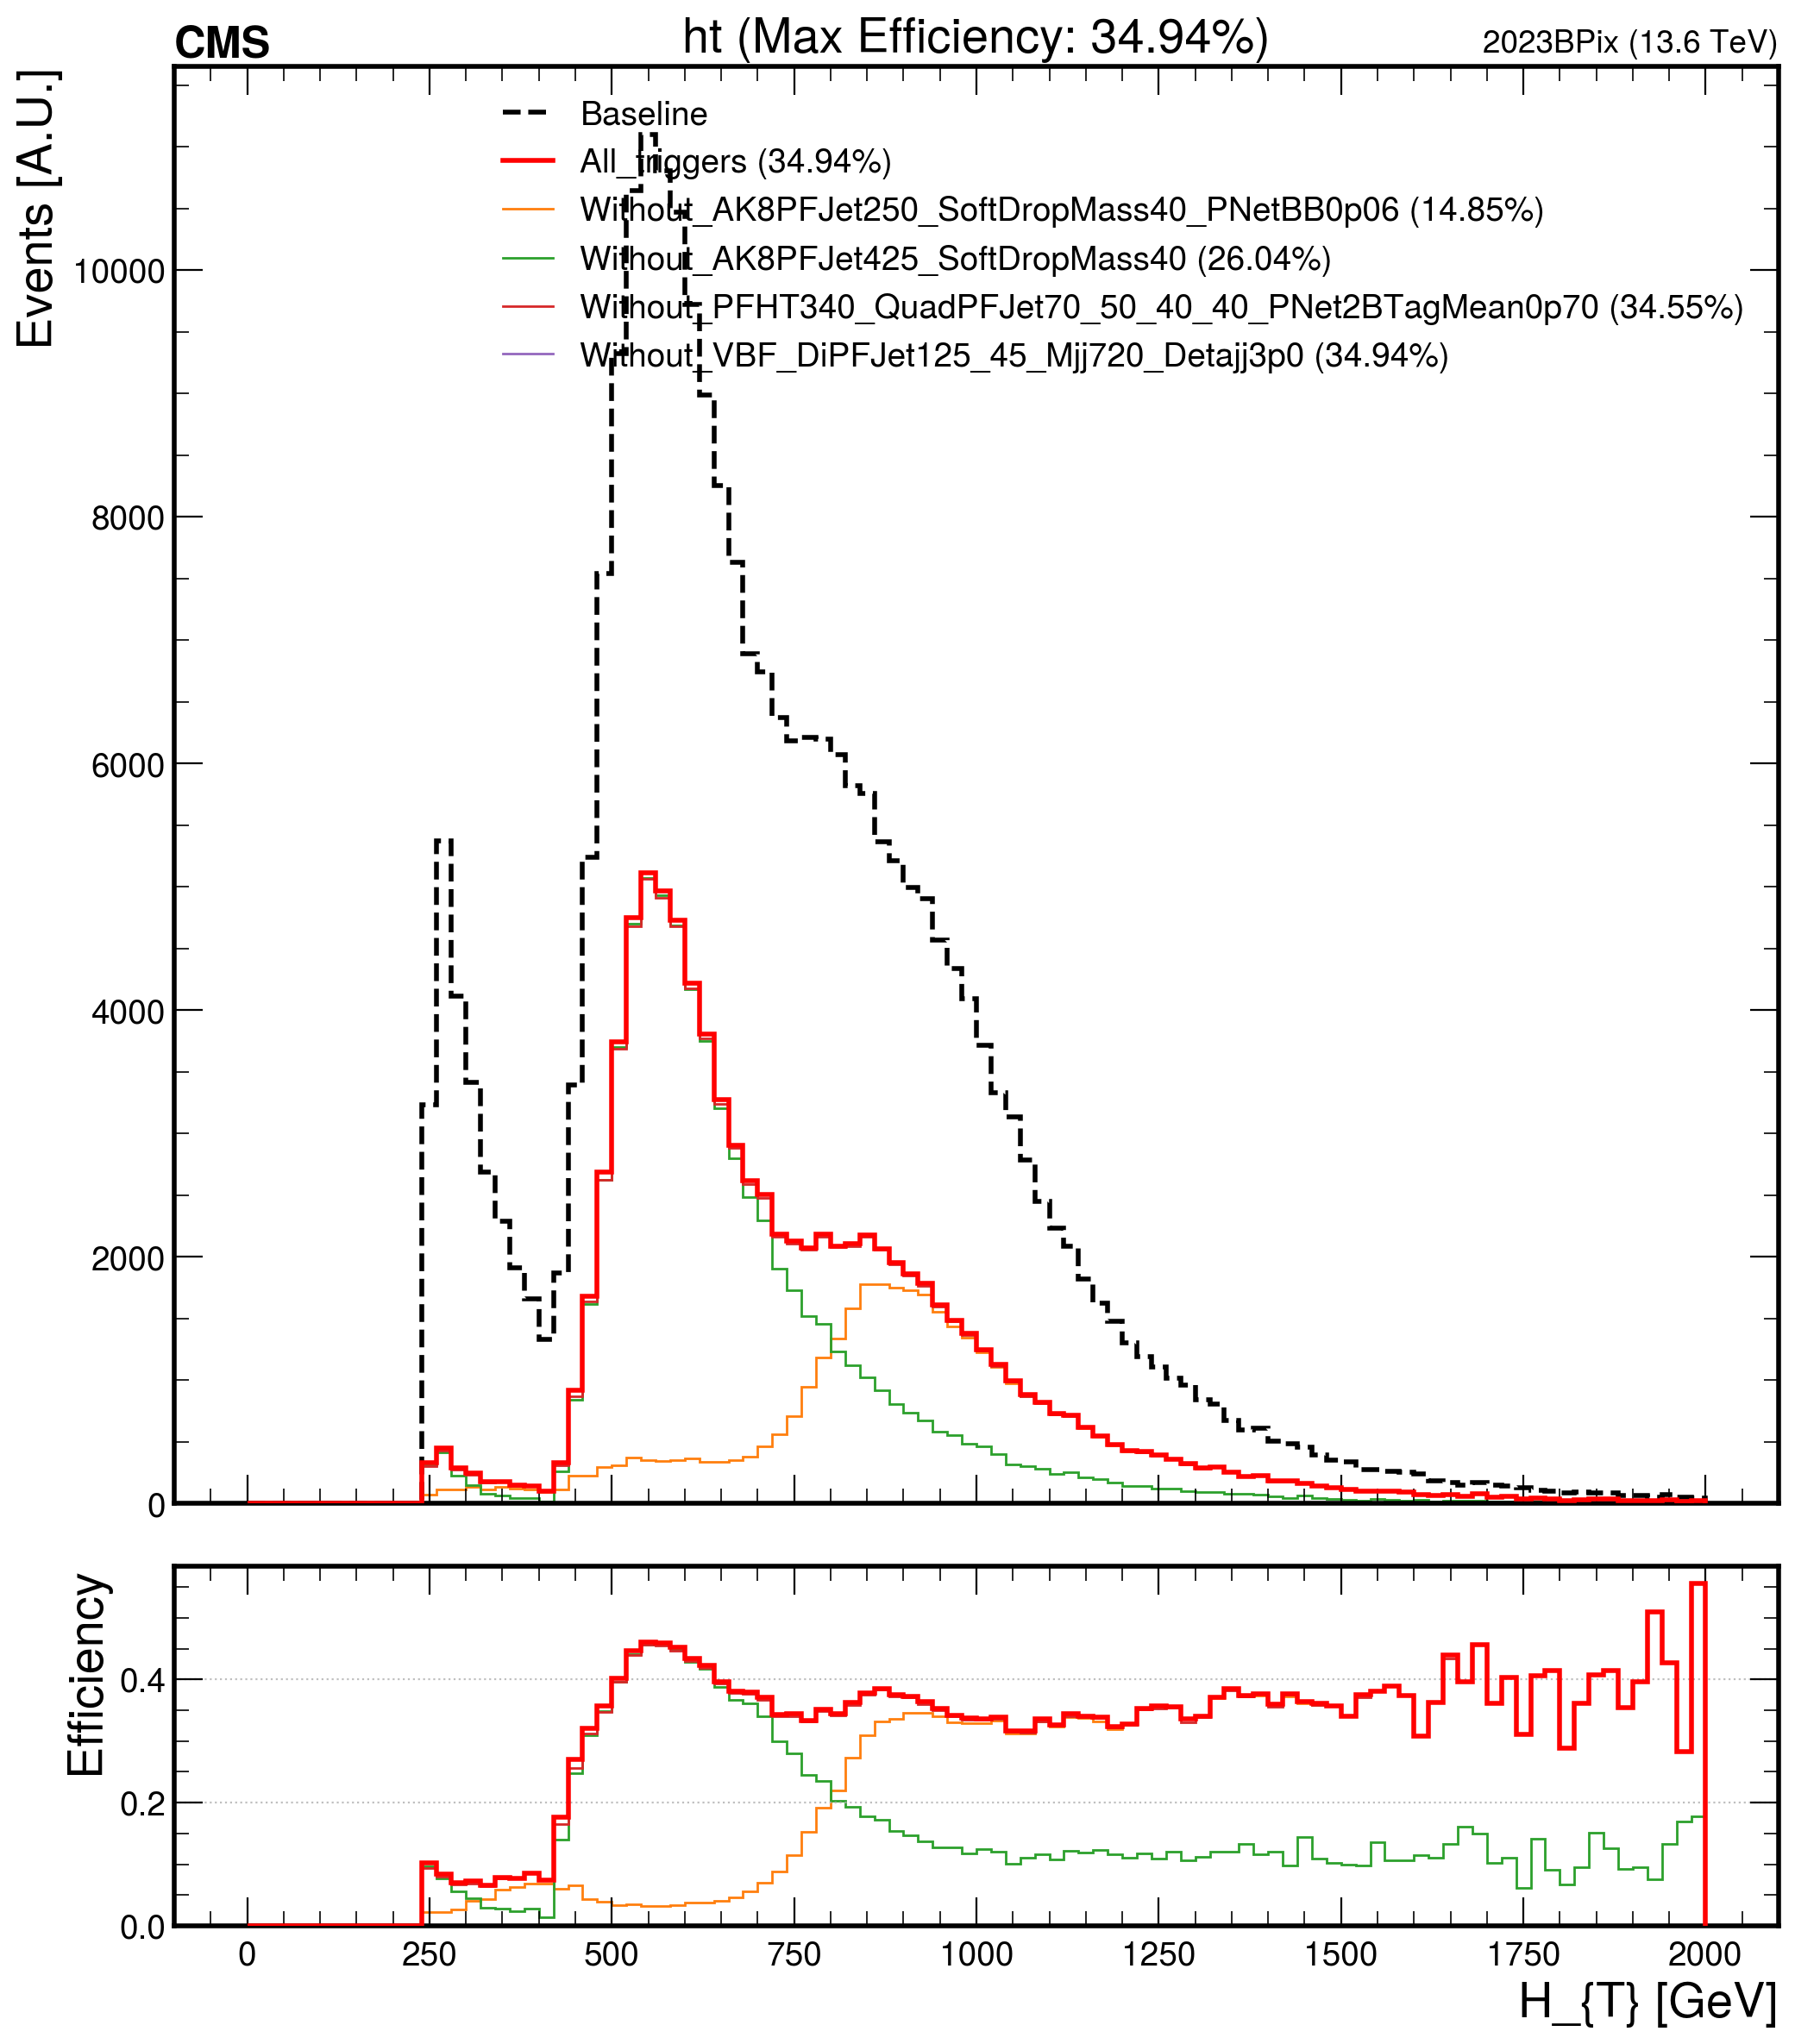 CMS ht (Max Efficiency: 34.94%) 2023BPix (13.6 TeV)
Events [A.U.]
Baseline
All_triggers (34.94%)
Without_AK8PFJet250_SoftDropMass40_PNetBB0p06 (14.85%)
Without_AK8PFJet425_SoftDropMass40 (26.04%)
Without_PFHT340_QuadPFJet70_50_40_40_PNet2BTagMean0p70 (34.55%)
Without_VBF_DiPFJet125_45_Mjj720_Detajj3p0 (34.94%)
10000
8000
6000
4000
2000
0
Efficiency
0.4
0.2
0.0
0 250 500 750 1000 1250 1500 1750 2000
H_{T} [GeV]